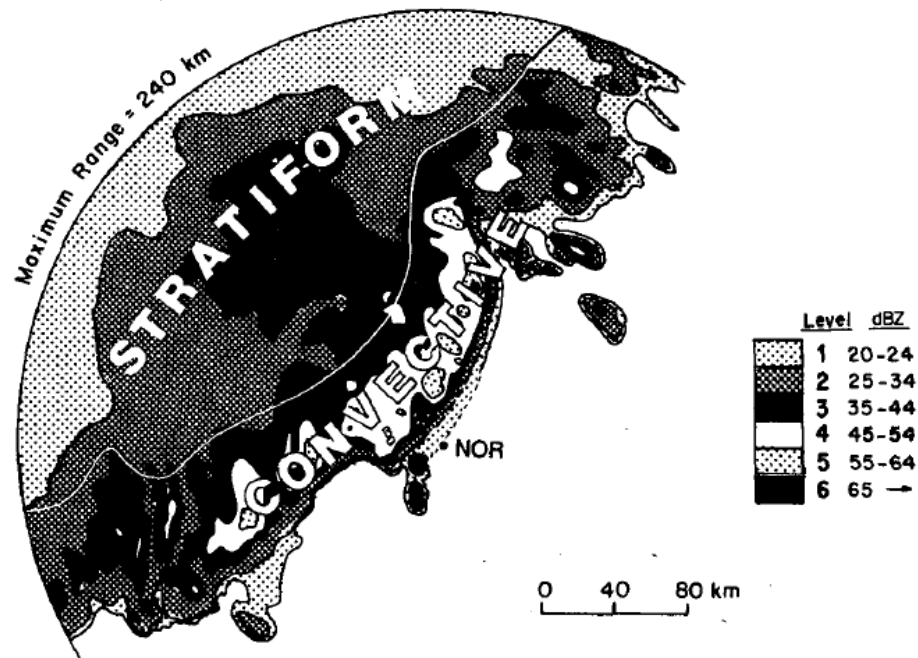 Maximum Range = 240 km
STRATIFORM
CONVECTIVE
NOR
Level dBZ
1 20-24
2 25-34
3 35-44
4 45-54
5 55-64
6 65 →
0 40 80 km